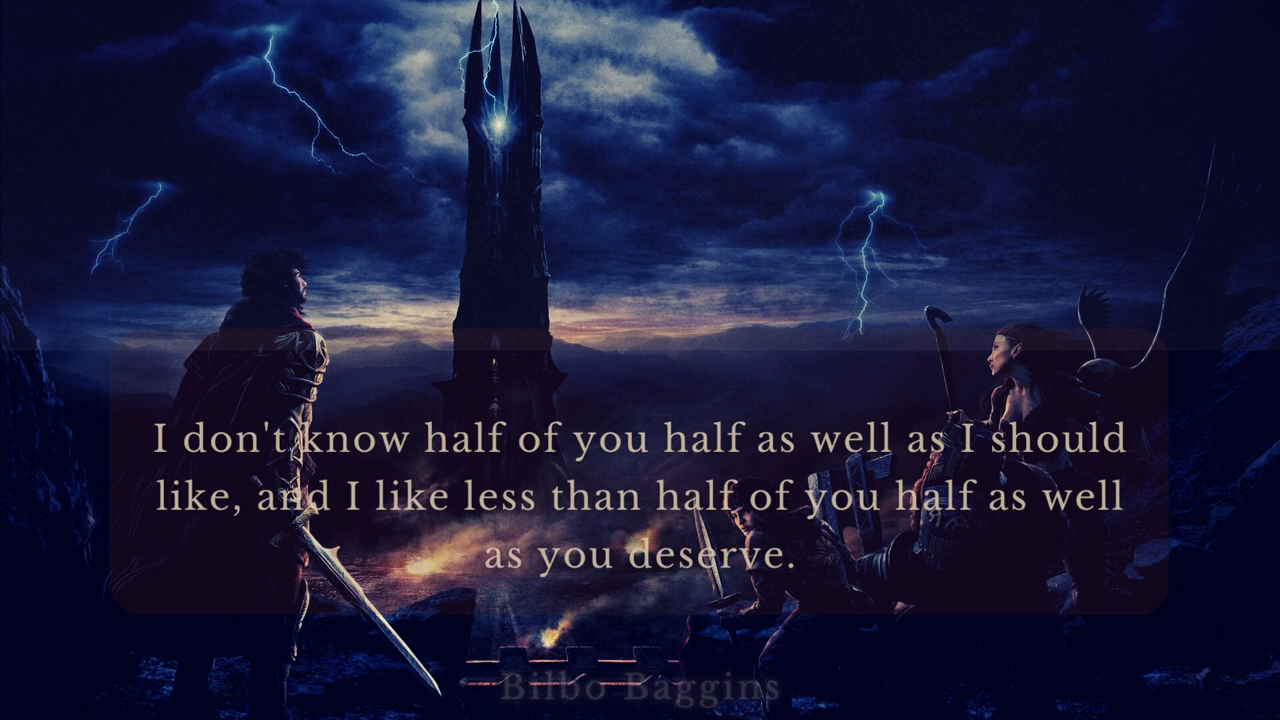 I don't know half of you half as well as I should
like, and I like less than half of you half as well
as you deserve.
Bilbo Baggins